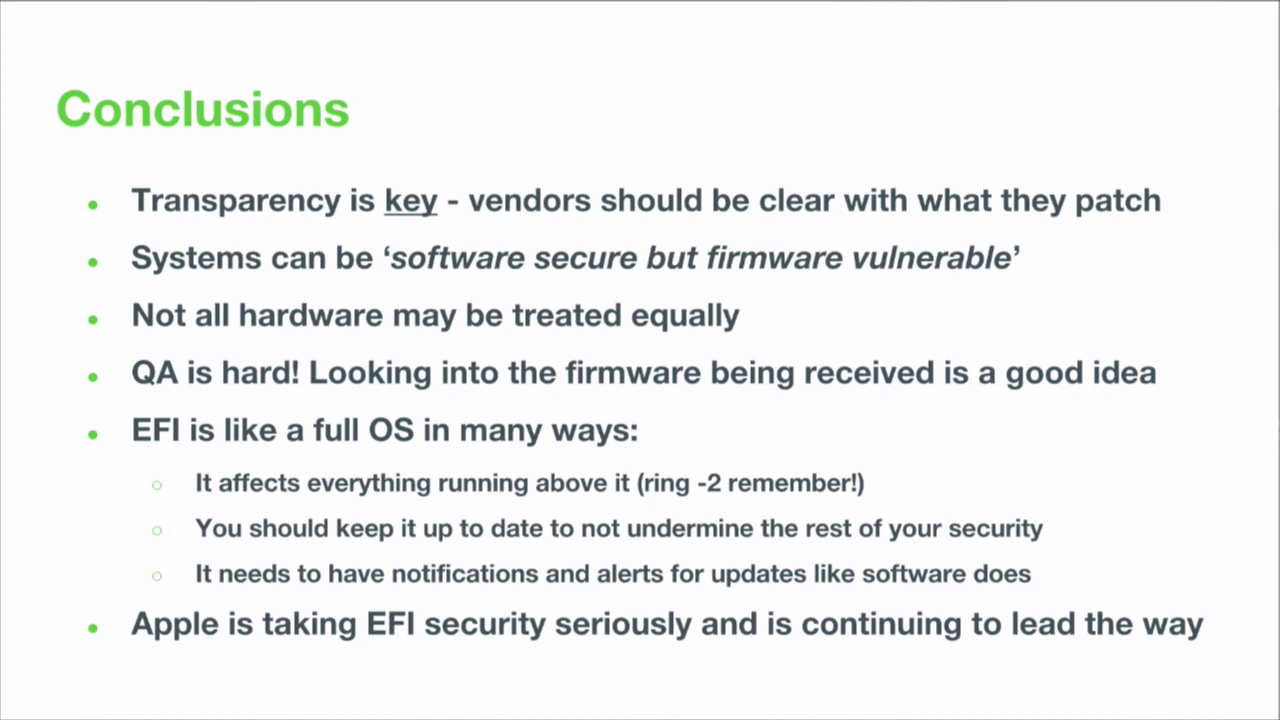 Conclusions
Transparency is key - vendors should be clear with what they patch
Systems can be ‘software secure but firmware vulnerable’
Not all hardware may be treated equally
QA is hard! Looking into the firmware being received is a good idea
EFI is like a full OS in many ways:
It affects everything running above it (ring -2 remember!)
You should keep it up to date to not undermine the rest of your security
It needs to have notifications and alerts for updates like software does
Apple is taking EFI security seriously and is continuing to lead the way